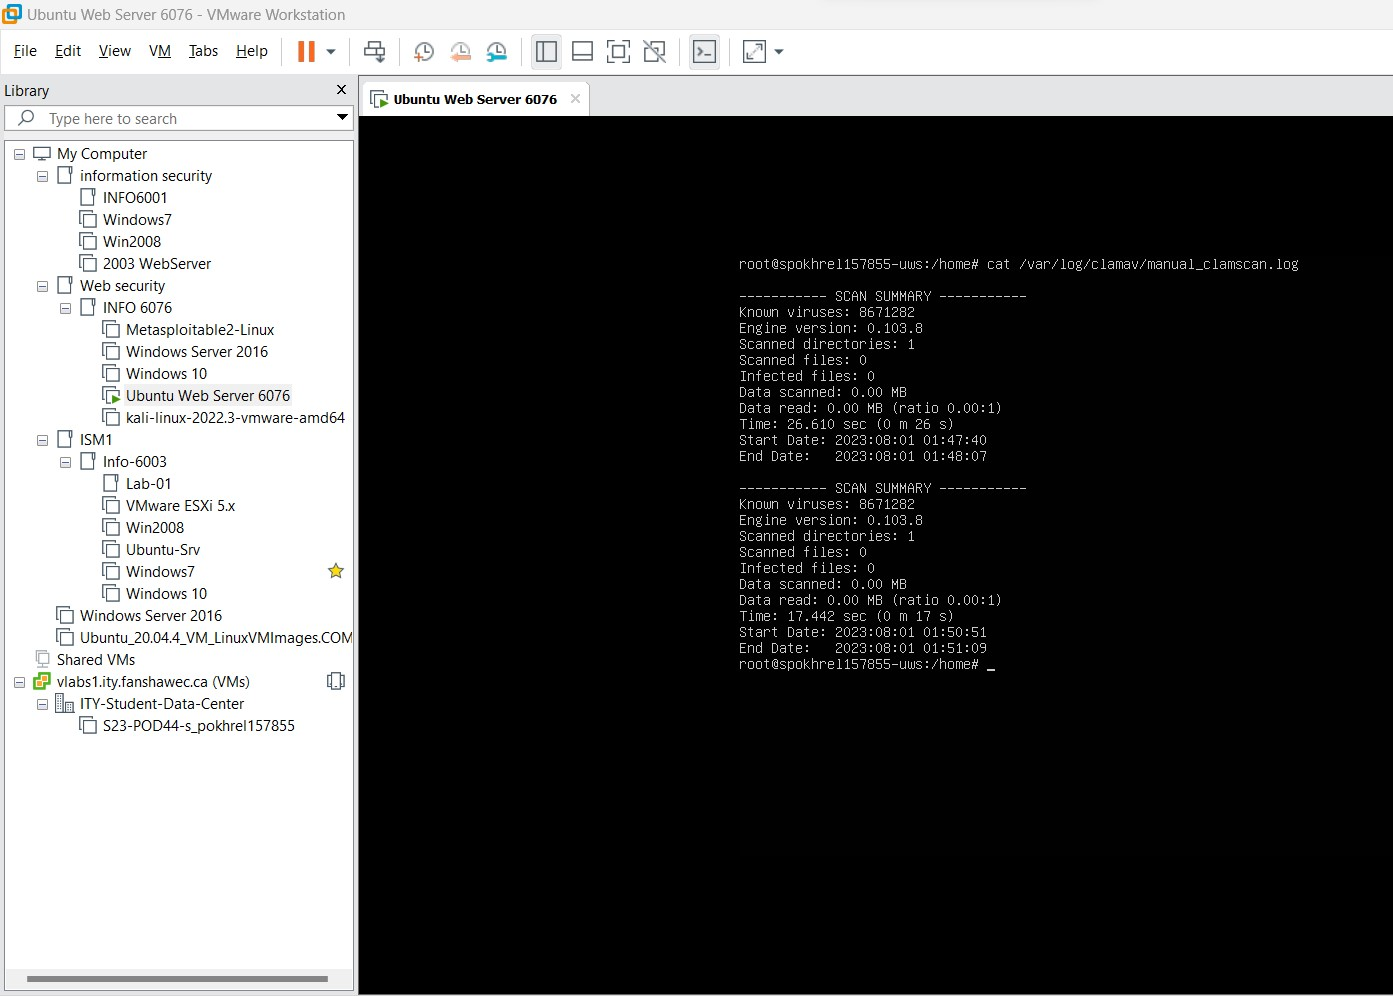 Ubuntu Web Server 6076 - VMware Workstation
File Edit View VM Tabs Help
Library
Type here to search
My Computer
information security
INFO6001
Windows7
Win2008
2003 WebServer
Web security
INFO 6076
Metasploitable2-Linux
Windows Server 2016
Windows 10
Ubuntu Web Server 6076
kali-linux-2022.3-vmware-amd64
ISM1
Info-6003
Lab-01
VMware ESXi 5.x
Win2008
Ubuntu-Srv
Windows7
Windows 10
Windows Server 2016
Ubuntu_20.04.4_VM_LinuxVMImages.COM
Shared VMs
vlabs1.ity.fanshawec.ca (VMs)
ITY-Student-Data-Center
S23-POD44-s_pokhrel157855
Ubuntu Web Server 6076
root@spokhrel157855-uws:/home# cat /var/log/clamav/manual_clamscan.log
----------- SCAN SUMMARY -----------
Known viruses: 8671282
Engine version: 0.103.8
Scanned directories: 1
Scanned files: 0
Infected files: 0
Data scanned: 0.00 MB
Data read: 0.00 MB (ratio 0.00:1)
Time: 26.610 sec (0 m 26 s)
Start Date: 2023:08:01 01:47:40
End Date:   2023:08:01 01:48:07
----------- SCAN SUMMARY -----------
Known viruses: 8671282
Engine version: 0.103.8
Scanned directories: 1
Scanned files: 0
Infected files: 0
Data scanned: 0.00 MB
Data read: 0.00 MB (ratio 0.00:1)
Time: 17.442 sec (0 m 17 s)
Start Date: 2023:08:01 01:50:51
End Date:   2023:08:01 01:51:09
root@spokhrel157855-uws:/home# _